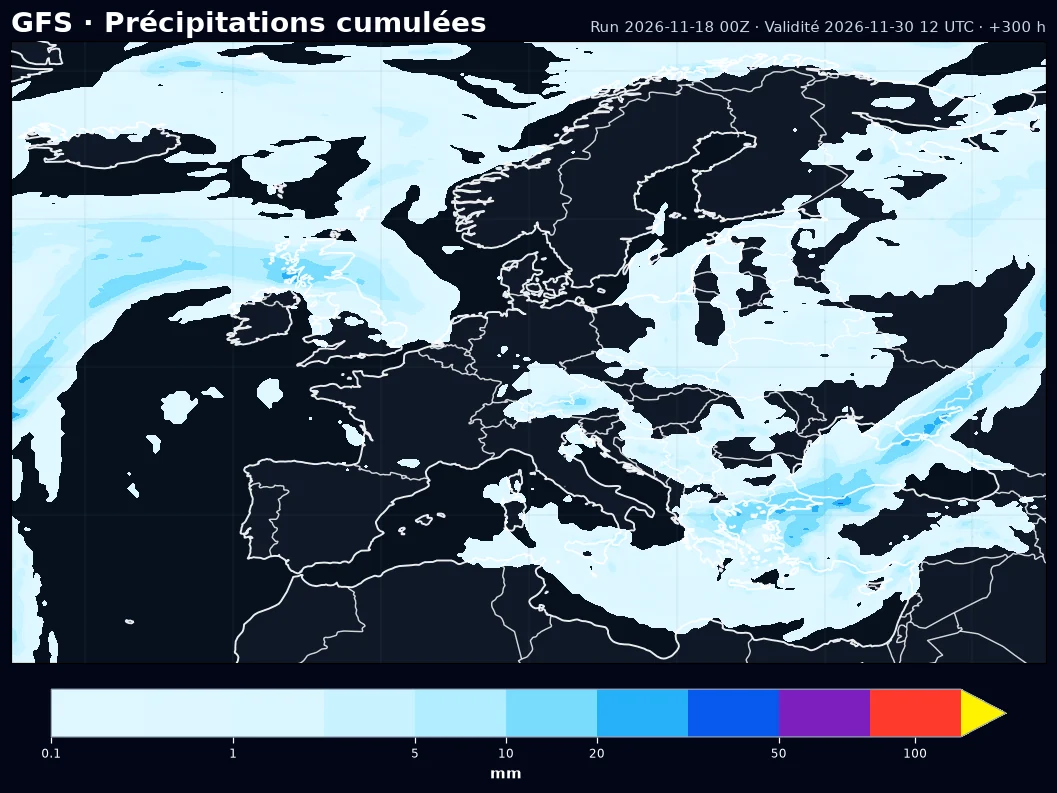 GFS · Précipitations cumulées
Run 2026-11-18 00Z · Validité 2026-11-30 12 UTC · +300 h
0.1 1 5 10 20 50 100
mm